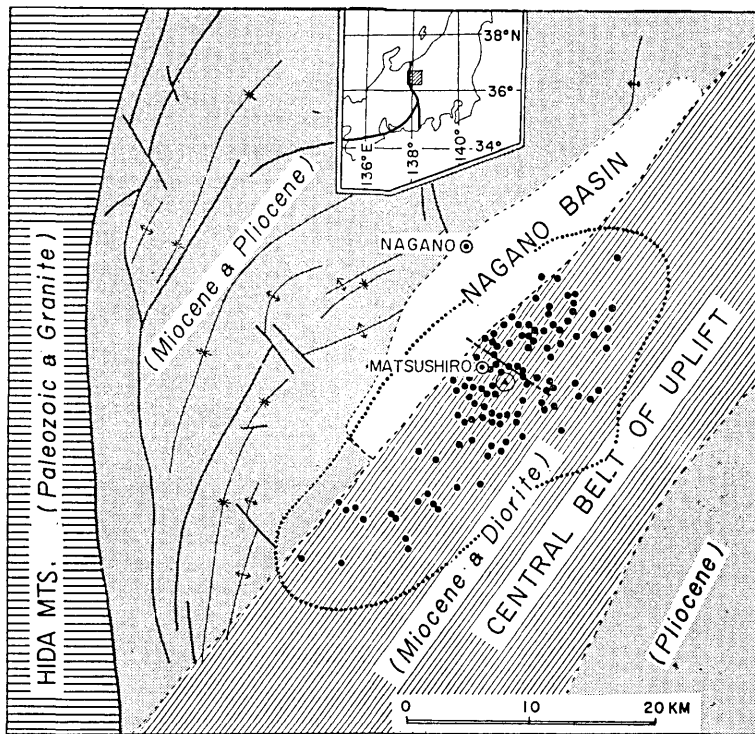 38°N
36°
34°
136°E
138°
140°
HIDA MTS. (Paleozoic & Granite)
(Miocene & Pliocene)
NAGANO
NAGANO BASIN
MATSUSHIRO
CENTRAL BELT OF UPLIFT
(Miocene & Diorite)
(Pliocene)
0 10 20 KM